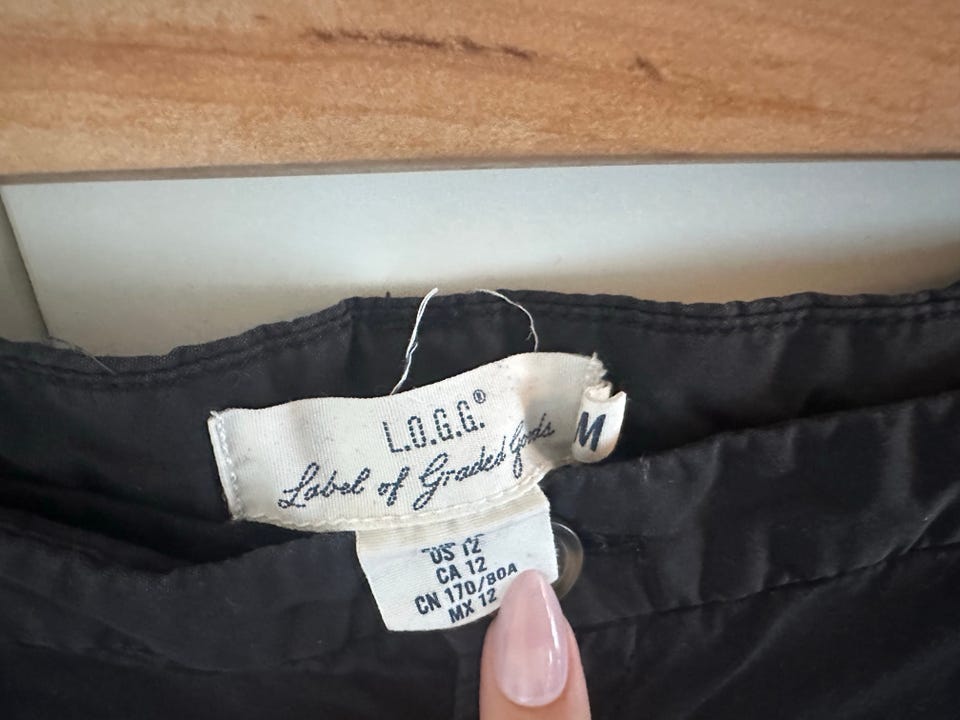 L.O.G.G.®
Label of Graded Goods
M
US 12
CA 12
CN 170/80A
MX 12